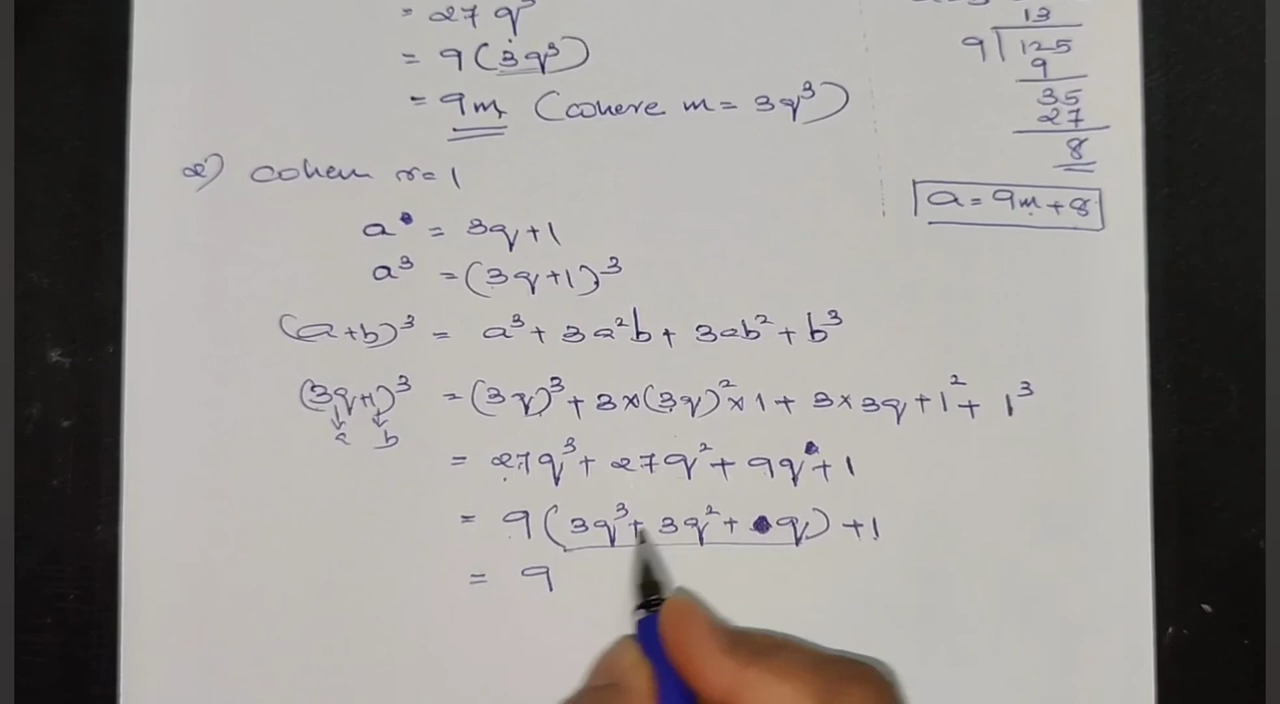 = 27q³
= 9(3q³)
= 9m (where m = 3q³)
2) when r=1
a = 3q+1
a³ = (3q+1)³
(a+b)³ = a³ + 3a²b + 3ab² + b³
(3q+1)³ = (3q)³ + 3×(3q)²×1 + 3×3q+1² + 1³
a b
= 27q³ + 27q² + 9q + 1
= 9(3q³ + 3q² + q) + 1
= 9
13
9) 125
9
35
27
8
a = 9m + 8